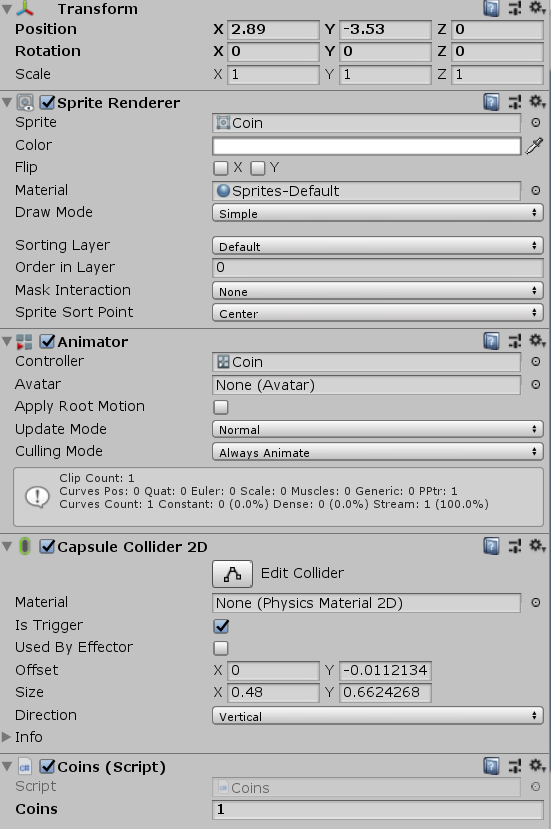 Transform
Position X 2.89 Y -3.53 Z 0
Rotation X 0 Y 0 Z 0
Scale X 1 Y 1 Z 1
Sprite Renderer
Sprite Coin
Color
Flip X Y
Material Sprites-Default
Draw Mode Simple
Sorting Layer Default
Order in Layer 0
Mask Interaction None
Sprite Sort Point Center
Animator
Controller Coin
Avatar None (Avatar)
Apply Root Motion
Update Mode Normal
Culling Mode Always Animate
Clip Count: 1
Curves Pos: 0 Quat: 0 Euler: 0 Scale: 0 Muscles: 0 Generic: 0 PPtr: 1
Curves Count: 1 Constant: 0 (0.0%) Dense: 0 (0.0%) Stream: 1 (100.0%)
Capsule Collider 2D
Edit Collider
Material None (Physics Material 2D)
Is Trigger
Used By Effector
Offset X 0 Y -0.0112134
Size X 0.48 Y 0.6624268
Direction Vertical
Info
Coins (Script)
Script Coins
Coins 1